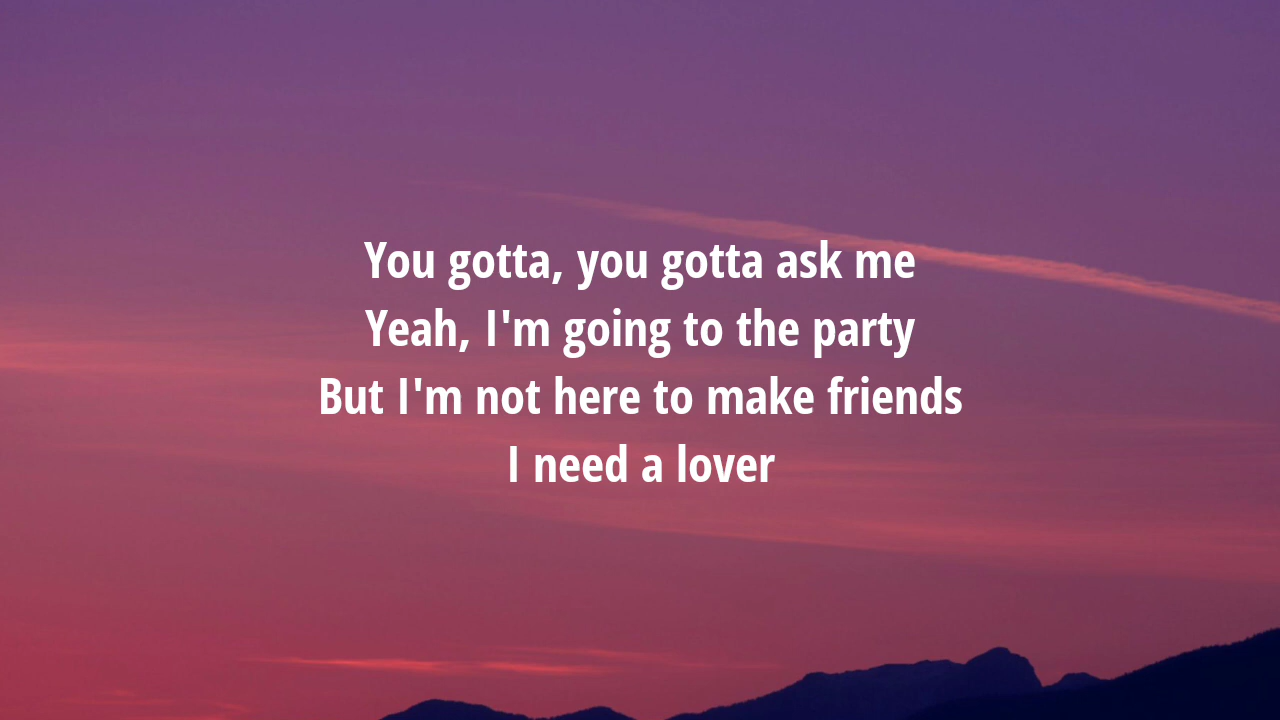 You gotta, you gotta ask me
Yeah, I'm going to the party
But I'm not here to make friends
I need a lover